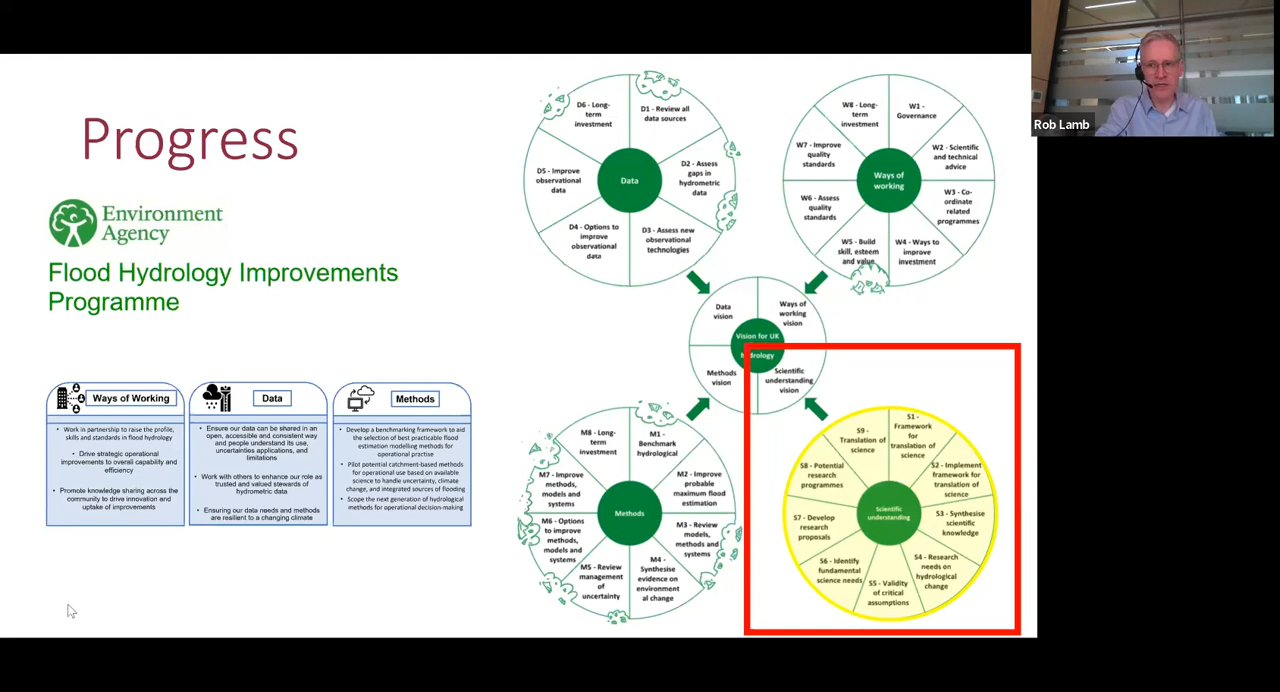 Progress
Environment
Agency
Flood Hydrology Improvements
Programme
Ways of Working
• Work in partnership to raise the profile,
skills and standards in flood hydrology
• Drive strategic operational
improvements to overall capability and
efficiency
• Promote knowledge sharing across the
community to drive innovation and
uptake of improvements
Data
• Ensure our data can be shared in an
open, accessible and consistent way
and people understand its use,
uncertainties applications, and
limitations
• Work with others to enhance our role as
trusted and valued stewards of
hydrometric data
• Ensuring our data needs and methods
are resilient to a changing climate
Methods
• Develop a benchmarking framework to aid
the selection of best practicable flood
estimation modelling methods for
operational practise
• Pilot potential catchment-based methods
for operational use based on available
science to handle uncertainty, climate
change, and integrated sources of flooding
• Scope the next generation of hydrological
methods for operational decision-making
D6 - Long-
term
investment
D1 - Review all
data sources
D5 - Improve
observational
data
Data
D2 - Assess
gaps in
hydrometric
data
D4 - Options to
improve
observational
data
D3 - Assess new
observational
technologies
W8 - Long-
term
investment
W1 -
Governance
W7 - Improve
quality
standards
W2 - Scientific
and technical
advice
Ways of
working
W6 - Assess
quality
standards
W3 - Co-
ordinate
related
programmes
W5 - Build
skill, esteem
and value
W4 - Ways to
improve
investment
Data
vision
Ways of
working
vision
Vision for UK
hydrology
Methods
vision
Scientific
understanding
vision
M8 - Long-
term
investment
M1 -
Benchmark
hydrological
M7 - Improve
methods,
models and
systems
M2 - Improve
probable
maximum flood
estimation
Methods
M6 - Options
to improve
methods,
models and
systems
M3 - Review
models,
methods and
systems
M5 - Review
management
of
uncertainty
M4 -
Synthesise
evidence on
environment
al change
S1 -
Framework
for
translation of
science
S9 -
Translation of
science
S8 - Potential
research
programmes
S2 - Implement
framework for
translation of
science
Scientific
understanding
S7 - Develop
research
proposals
S3 - Synthesise
scientific
knowledge
S6 - Identify
fundamental
science needs
S4 - Research
needs on
hydrological
change
S5 - Validity
of critical
assumptions
Rob Lamb